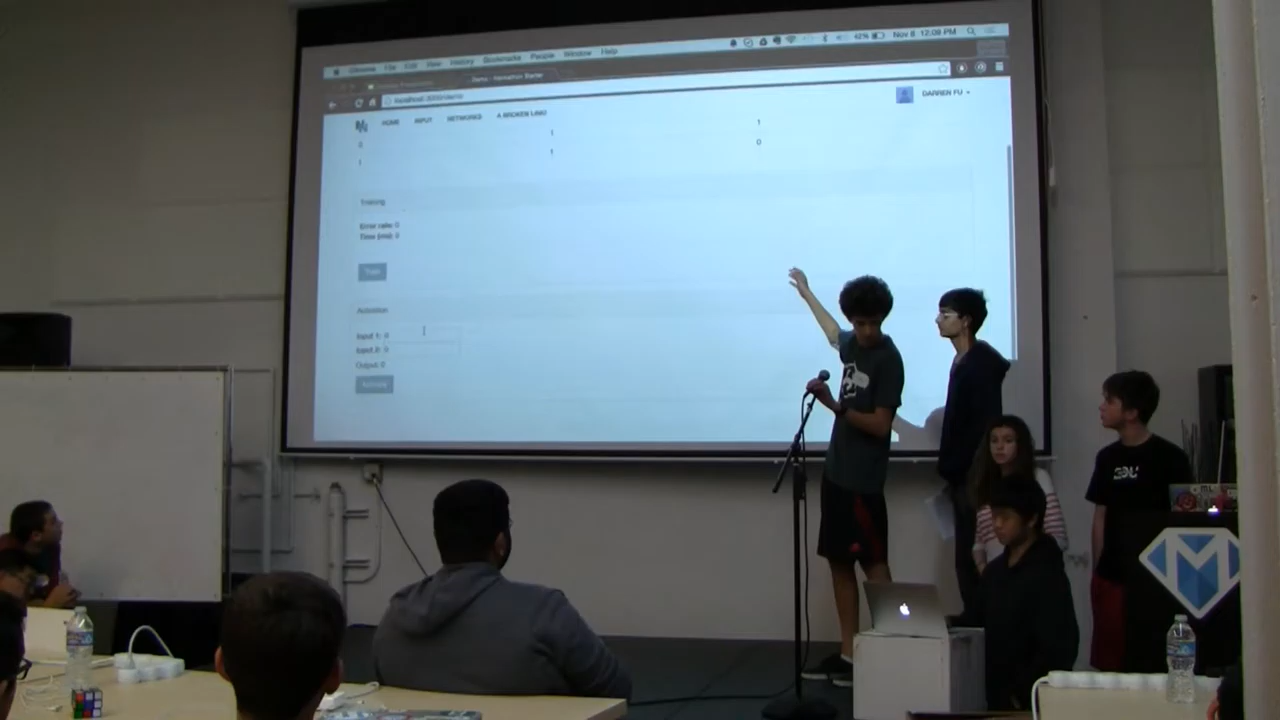 Chrome File Edit View History Bookmarks People Window Help 42% Nov 8 12:09 PM
Demo - Hackathon Starter
HOME INPUT NETWORKS A BROKEN LINK! DARREN FU
1 1
0 1 0
1
Training
Error rate: 0
Time (ms): 0
Train
Activation
Input 1: 0
Input 2: 0
Output: 0
Activate
M